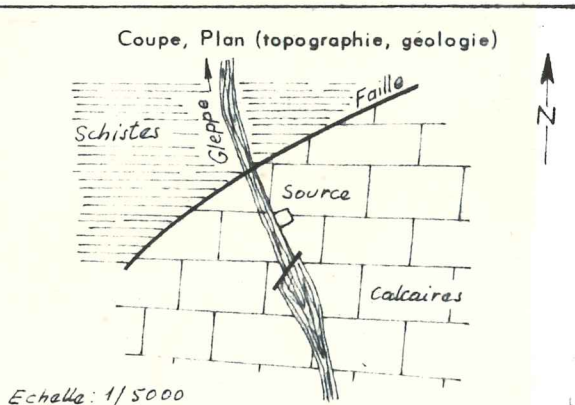 Coupe, Plan (topographie, géologie)
Faille
N
Schistes
Gleppe
Source
Calcaires
Echelle: 1/5000